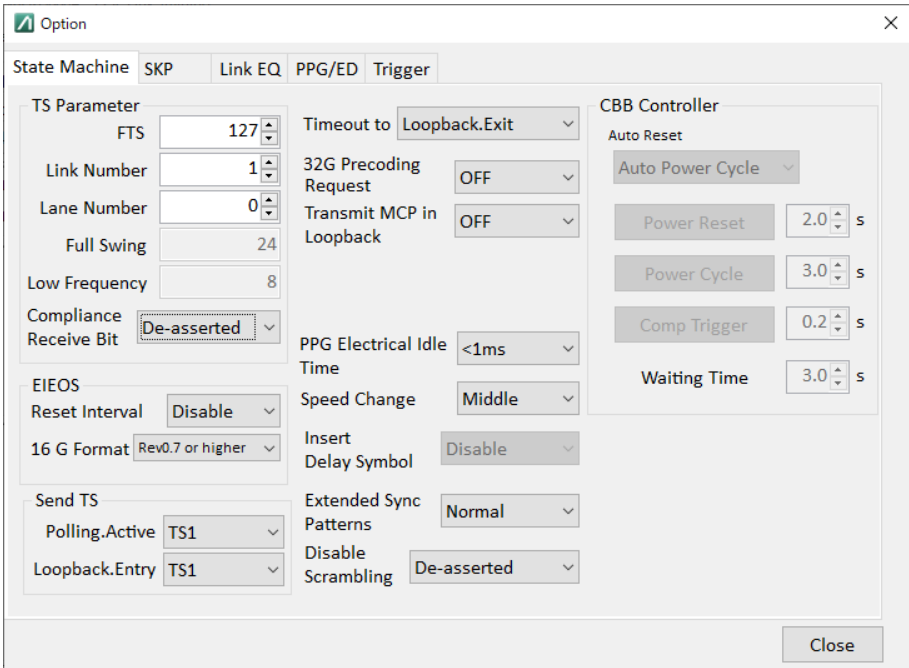 Option
State Machine SKP Link EQ PPG/ED Trigger
TS Parameter
FTS 127
Link Number 1
Lane Number 0
Full Swing 24
Low Frequency 8
Compliance
Receive Bit De-asserted
EIEOS
Reset Interval Disable
16 G Format Rev0.7 or higher
Send TS
Polling.Active TS1
Loopback.Entry TS1
Timeout to Loopback.Exit
32G Precoding
Request OFF
Transmit MCP in
Loopback OFF
PPG Electrical Idle
Time <1ms
Speed Change Middle
Insert
Delay Symbol Disable
Extended Sync
Patterns Normal
Disable
Scrambling De-asserted
CBB Controller
Auto Reset
Auto Power Cycle
Power Reset 2.0 s
Power Cycle 3.0 s
Comp Trigger 0.2 s
Waiting Time 3.0 s
Close